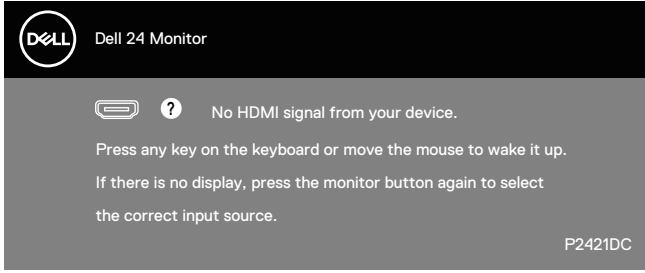 DELL
Dell 24 Monitor
? No HDMI signal from your device.
Press any key on the keyboard or move the mouse to wake it up.
If there is no display, press the monitor button again to select
the correct input source.
P2421DC